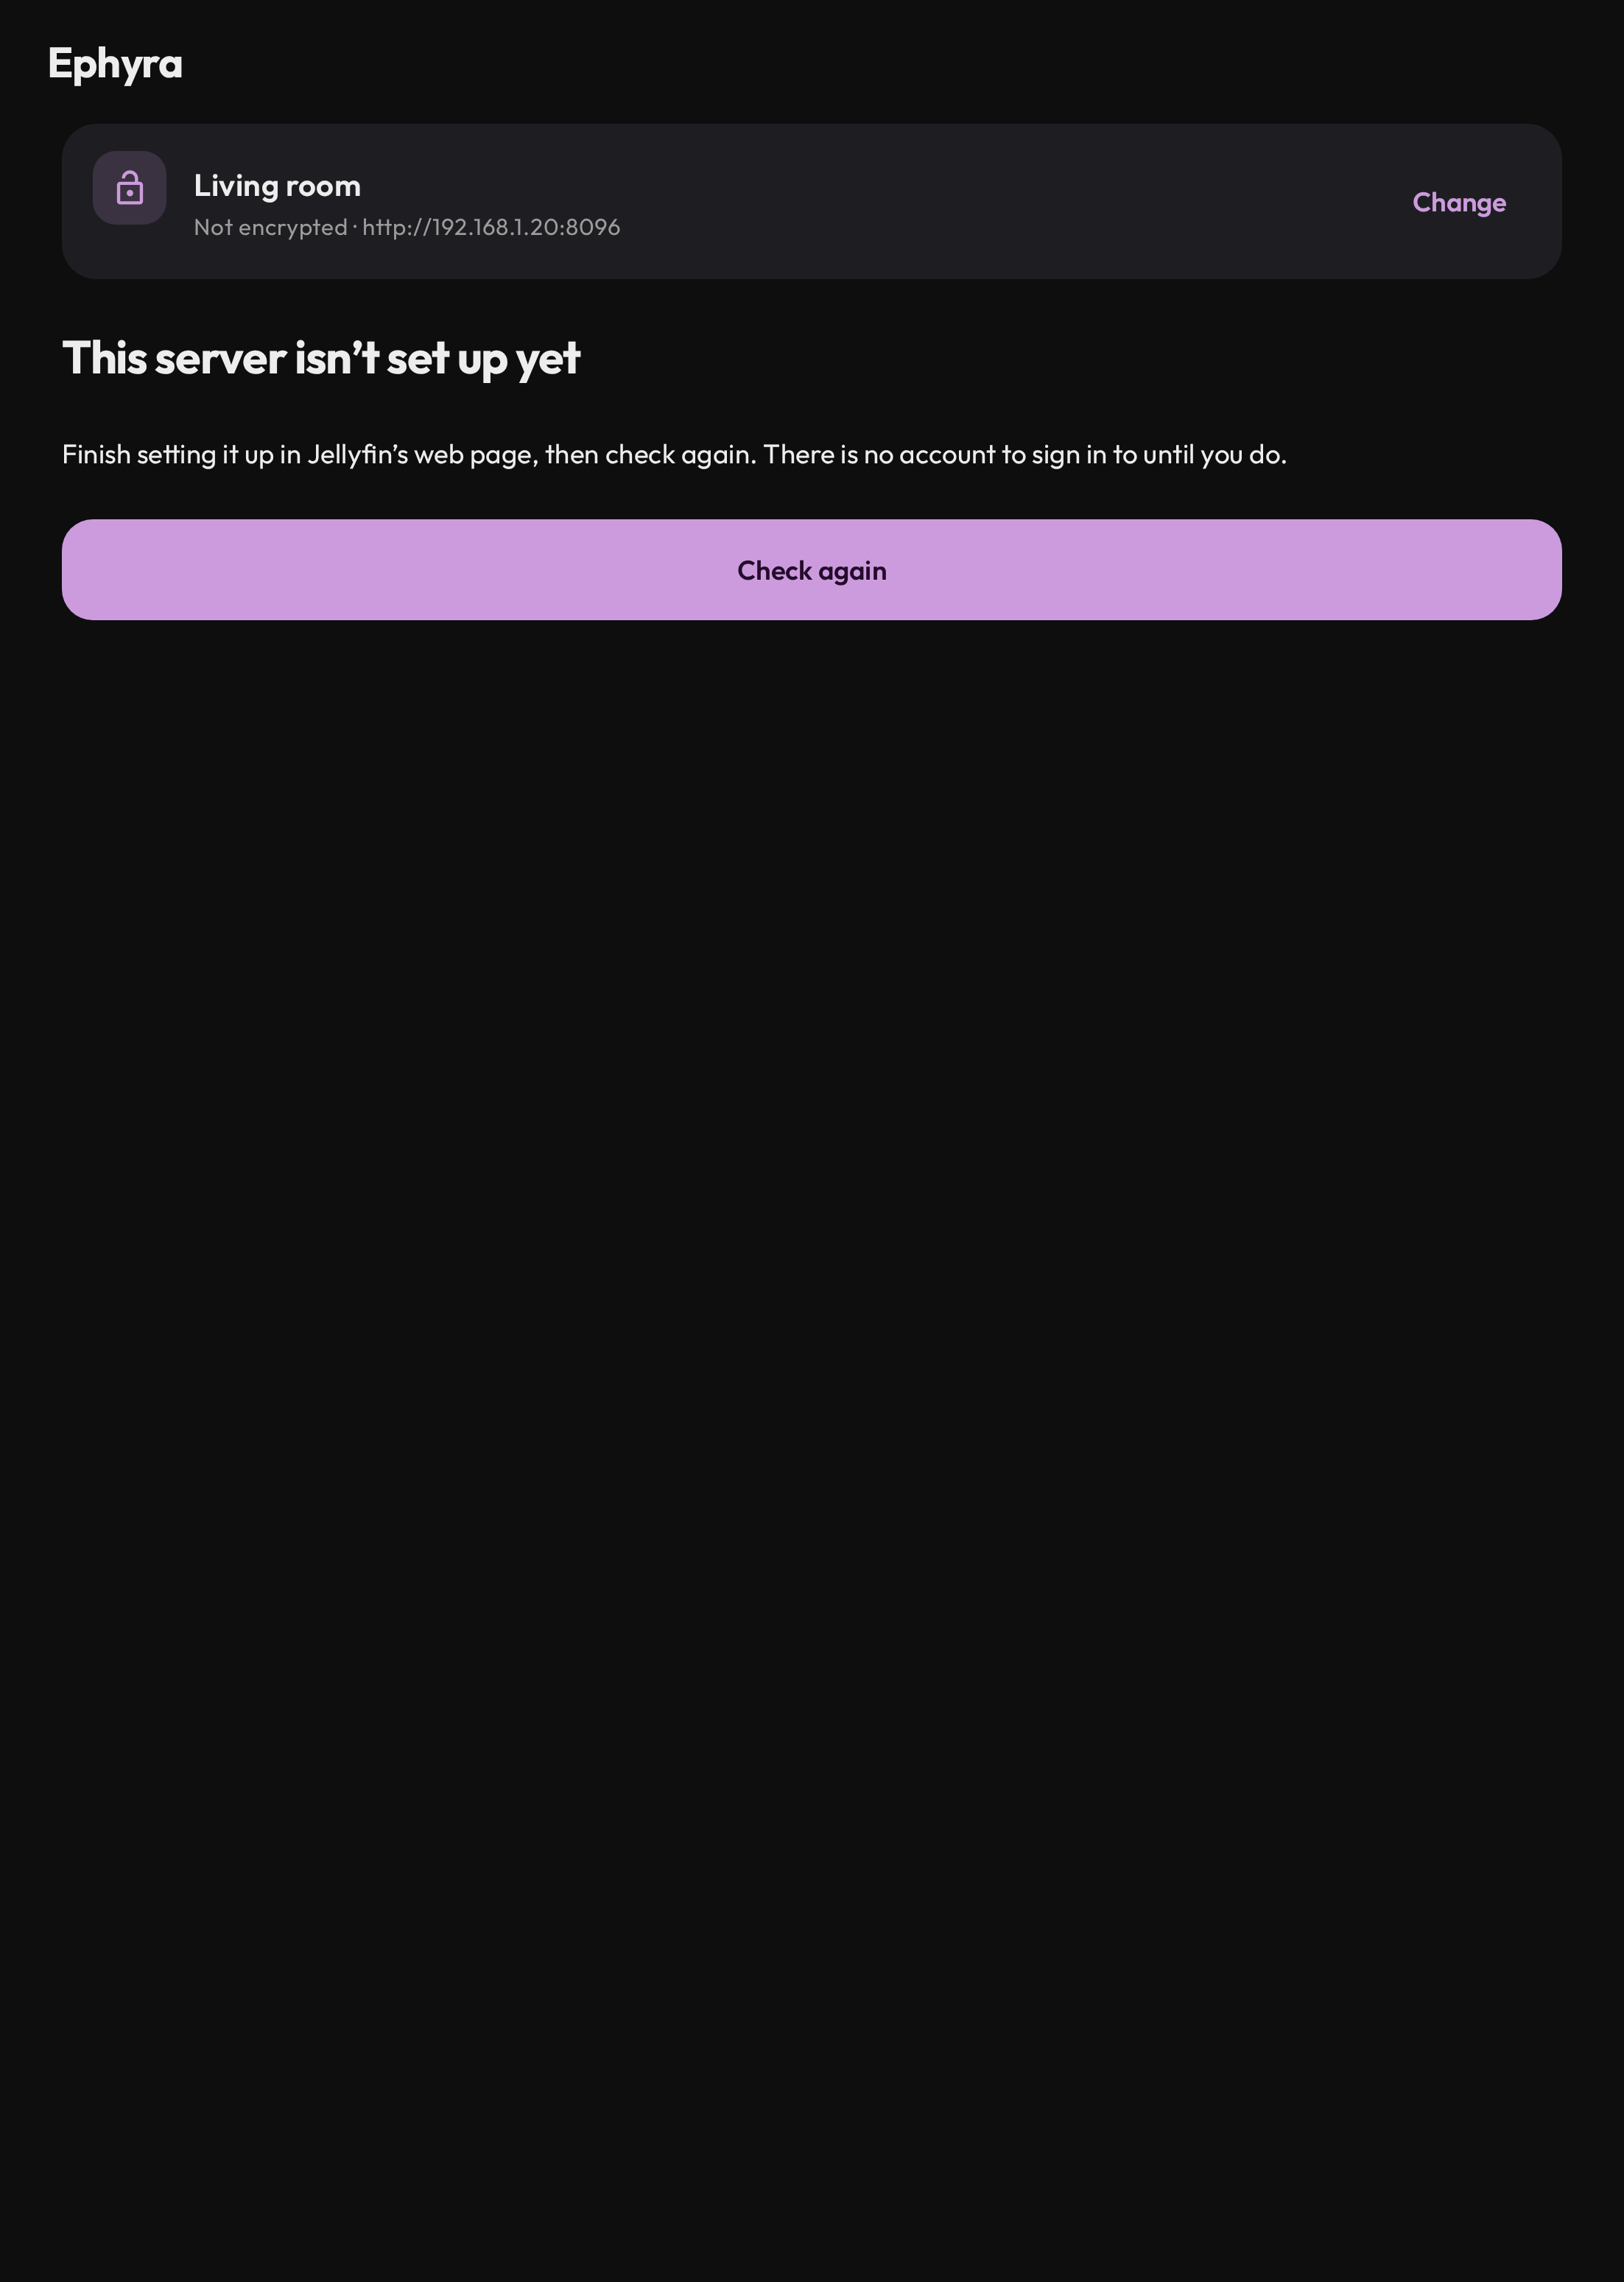 Ephyra
Living room
Not encrypted · http://192.168.1.20:8096
Change
This server isn’t set up yet
Finish setting it up in Jellyfin’s web page, then check again. There is no account to sign in to until you do.
Check again